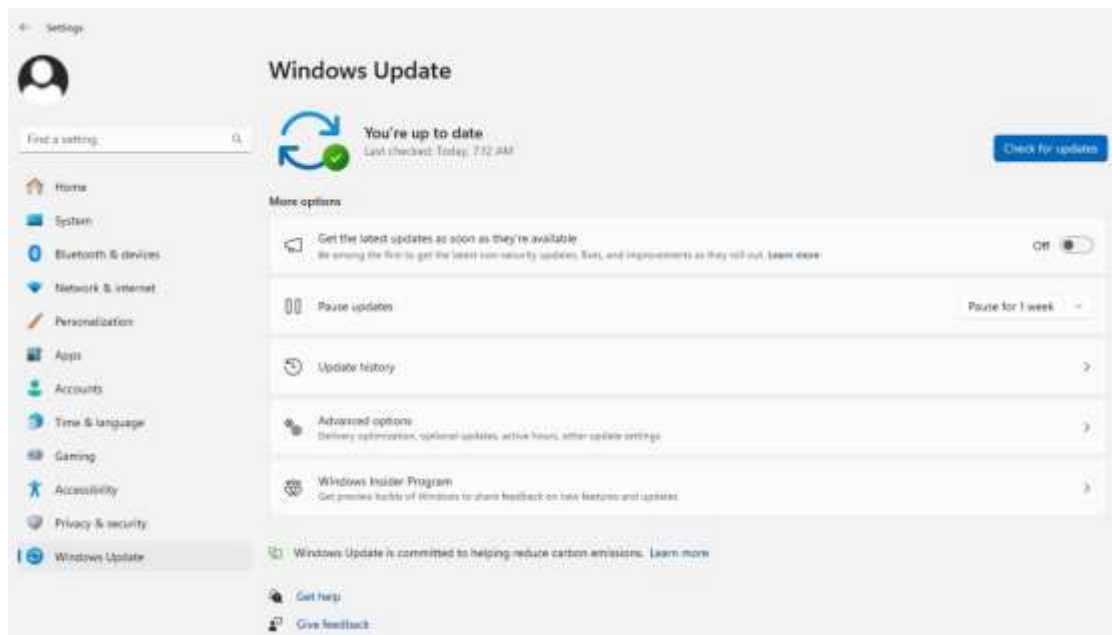 Settings
Find a setting
Home
System
Bluetooth & devices
Network & internet
Personalization
Apps
Accounts
Time & language
Gaming
Accessibility
Privacy & security
Windows Update
Windows Update
You're up to date
Last checked: Today, 7:12 AM
Check for updates
More options
Get the latest updates as soon as they're available
Be among the first to get the latest non-security updates, fixes, and improvements as they roll out. Learn more
Off
Pause updates
Pause for 1 week
Update history
Advanced options
Delivery optimization, optional updates, active hours, other update settings
Windows Insider Program
Get preview builds of Windows to share feedback on new features and updates
Windows Update is committed to helping reduce carbon emissions. Learn more
Get help
Give feedback